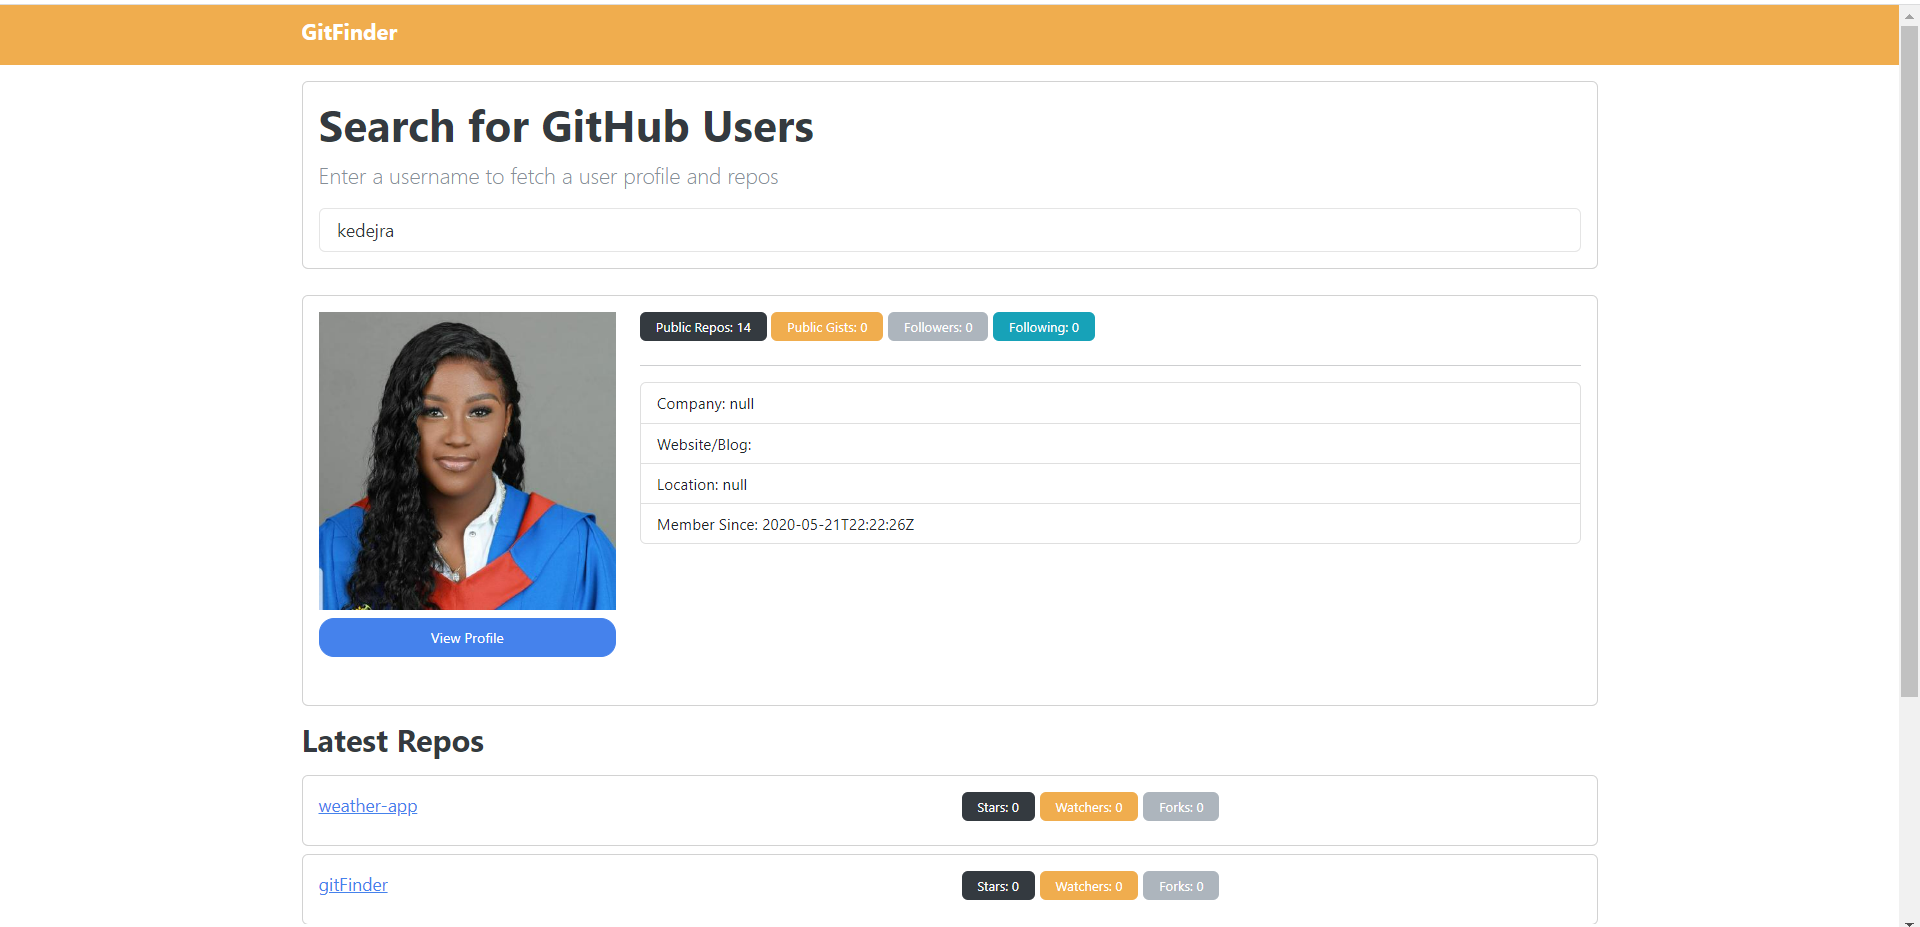 GitFinder
Search for GitHub Users
Enter a username to fetch a user profile and repos
kedejra
Public Repos: 14 Public Gists: 0 Followers: 0 Following: 0
Company: null
Website/Blog:
Location: null
Member Since: 2020-05-21T22:22:26Z
View Profile
Latest Repos
weather-app Stars: 0 Watchers: 0 Forks: 0
gitFinder Stars: 0 Watchers: 0 Forks: 0